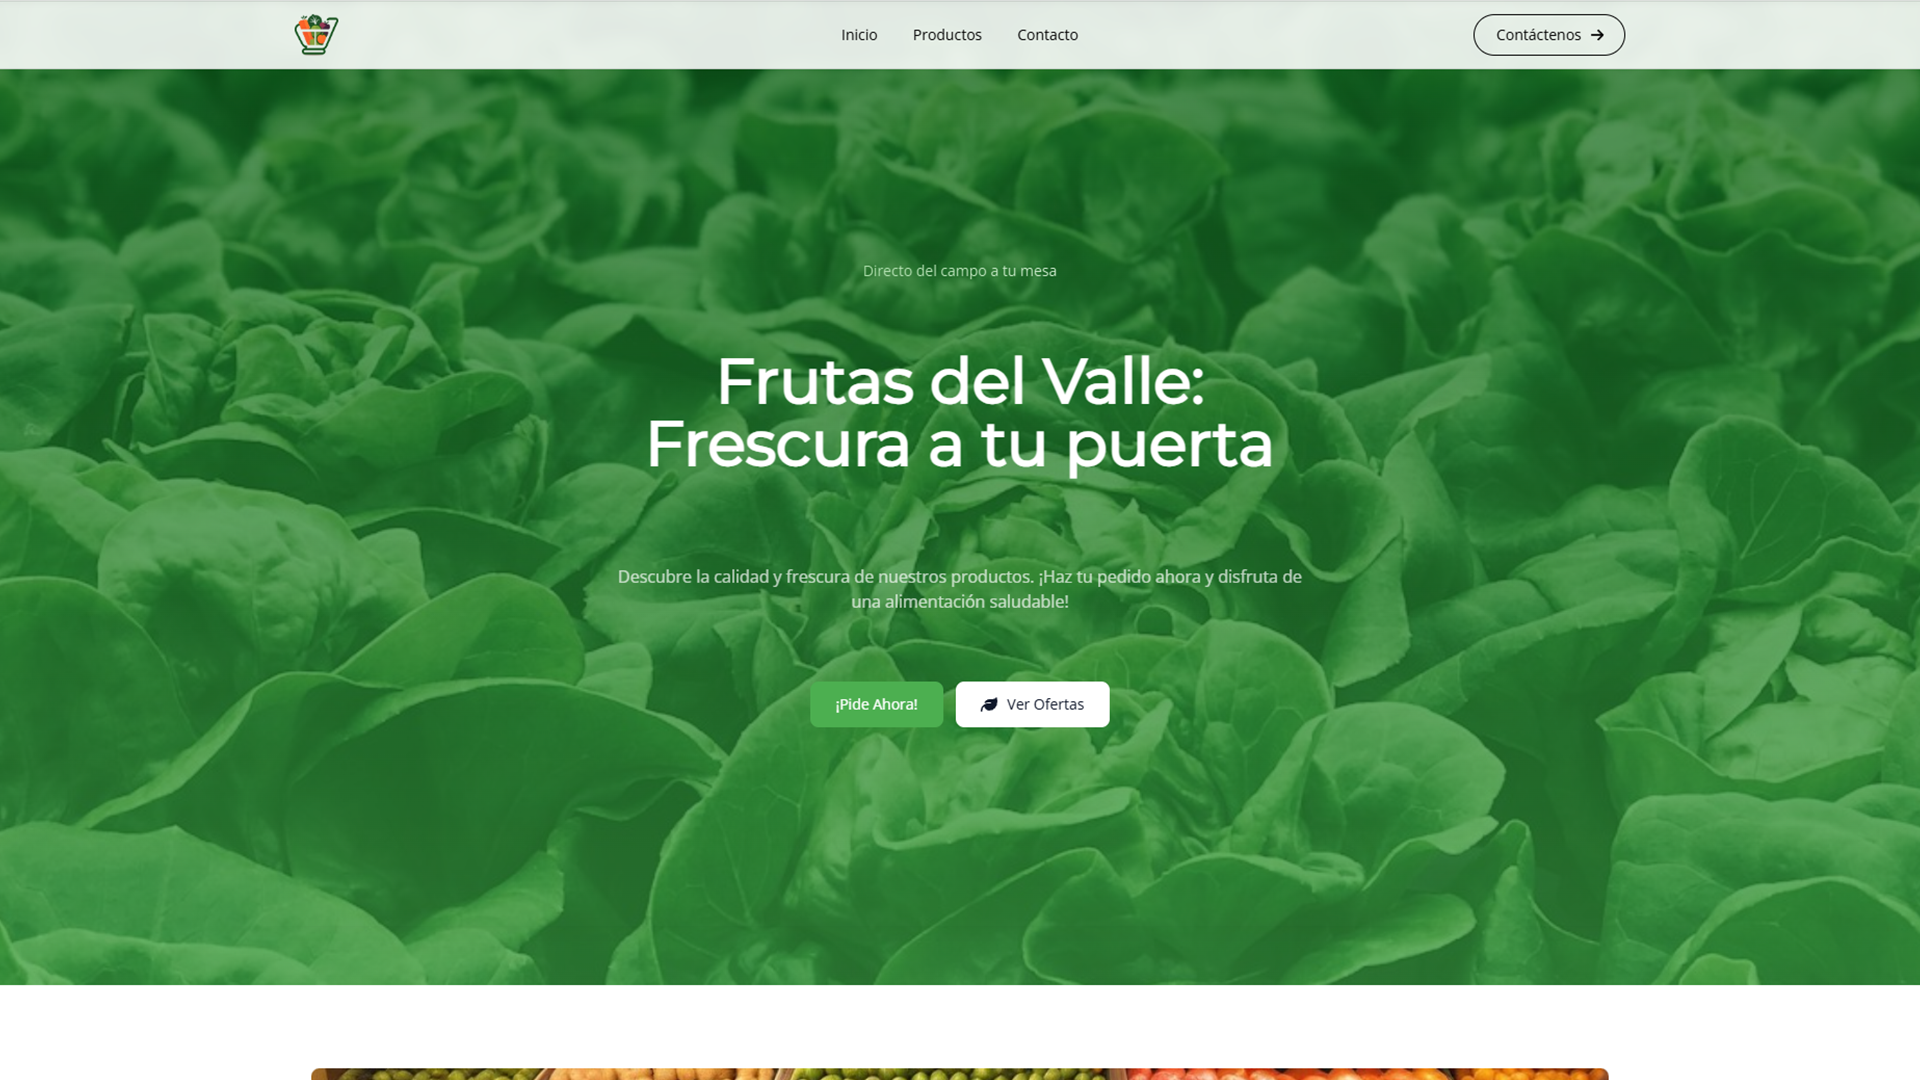 Inicio
Productos
Contacto
Contáctenos
Directo del campo a tu mesa
Frutas del Valle:
Frescura a tu puerta
Descubre la calidad y frescura de nuestros productos. ¡Haz tu pedido ahora y disfruta de
una alimentación saludable!
¡Pide Ahora!
Ver Ofertas